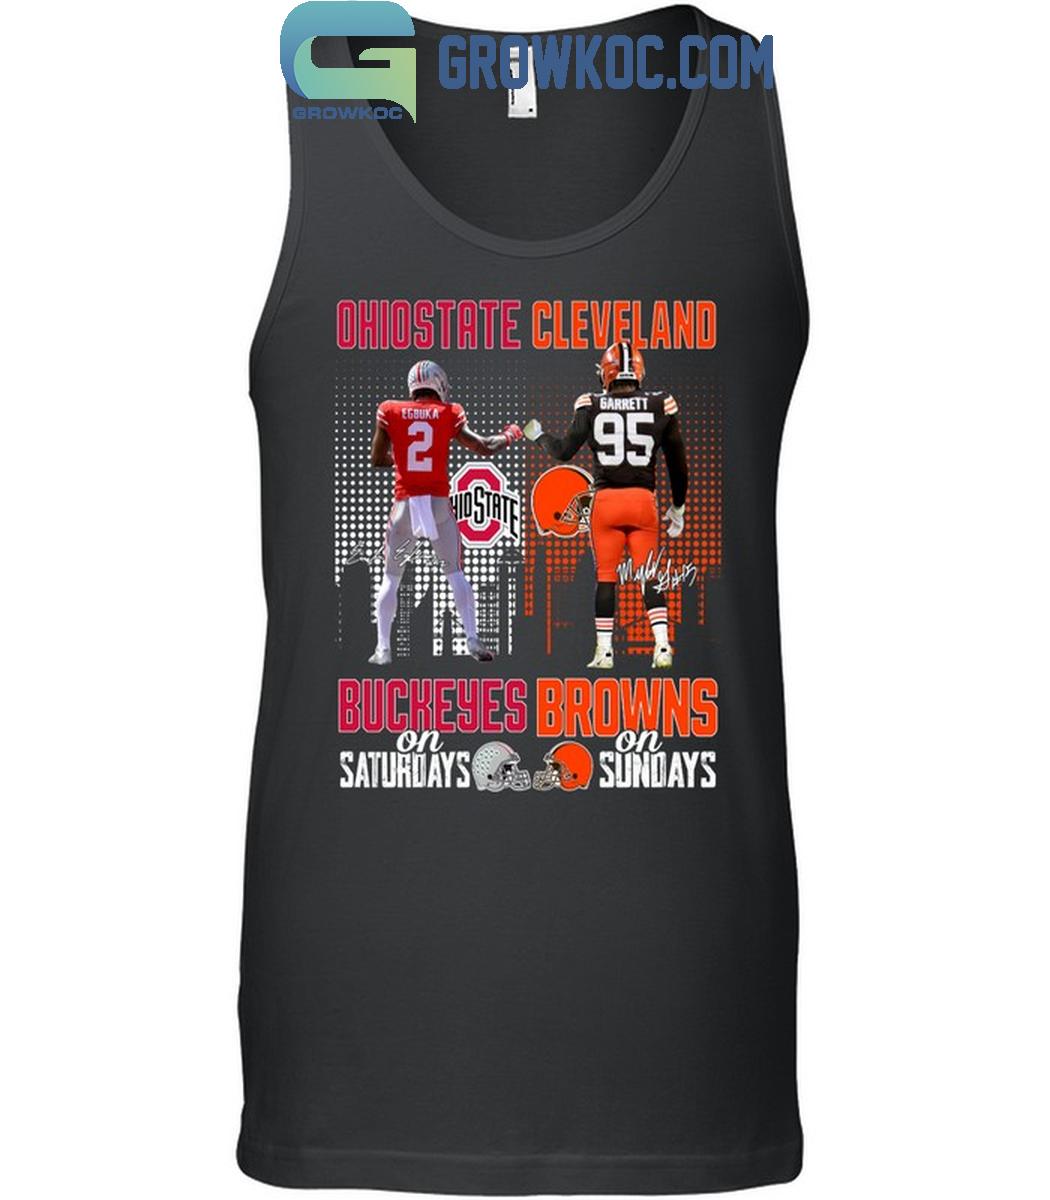 GROWKOC.COM
GROWKOC
OHIOSTATE CLEVELAND
EGBUKA
2
GARRETT
95
OHIO STATE
BUCKEYES BROWNS
on on
SATURDAYS SUNDAYS